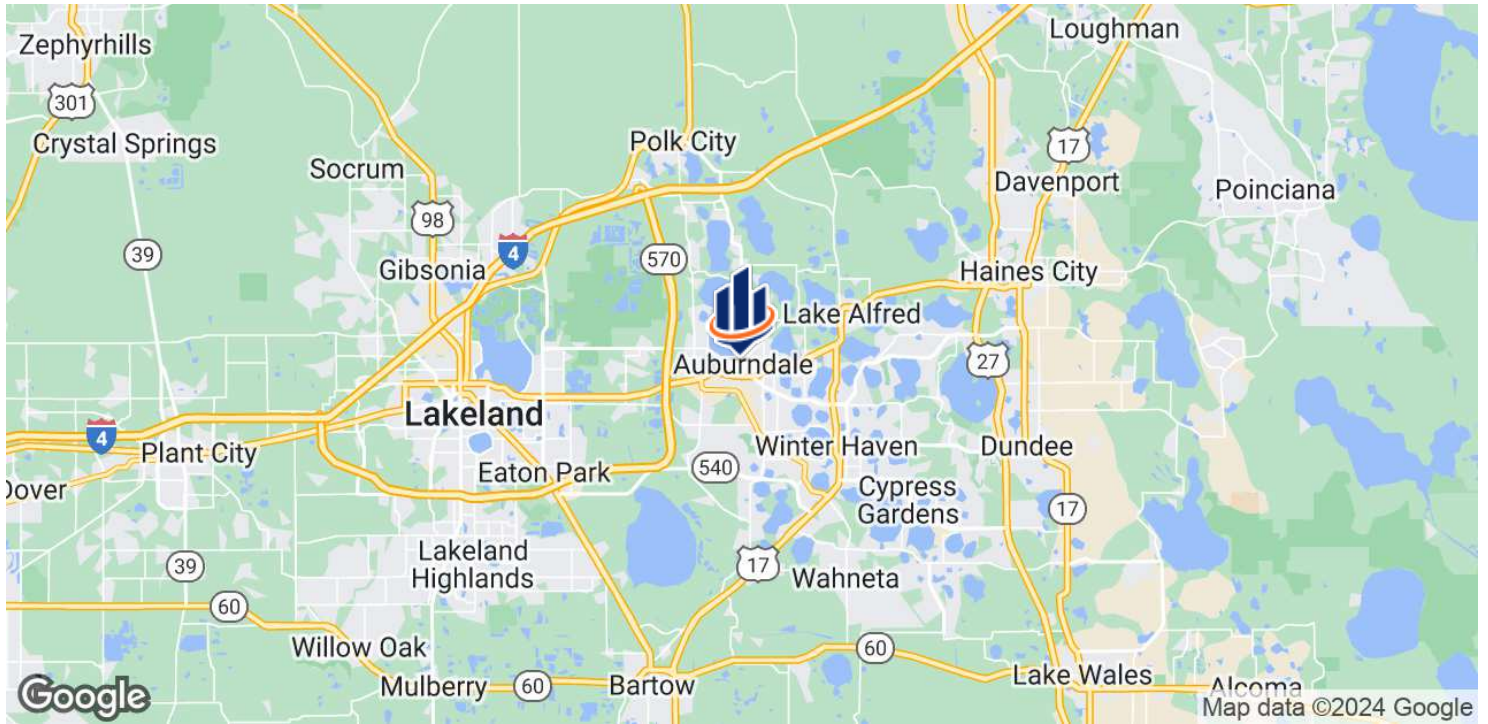 Zephyrhills
Loughman
301
Crystal Springs
Polk City
17
Socrum
Davenport
Poinciana
98
39
4
570
Gibsonia
Haines City
Lake Alfred
Auburndale
27
Lakeland
4
Plant City
Winter Haven
Dundee
Eaton Park
540
Dover
Cypress
Gardens
17
Lakeland
Highlands
39
17
Wahneta
60
Willow Oak
60
Mulberry
60
Bartow
Lake Wales
Alcoma
Google
Map data ©2024 Google